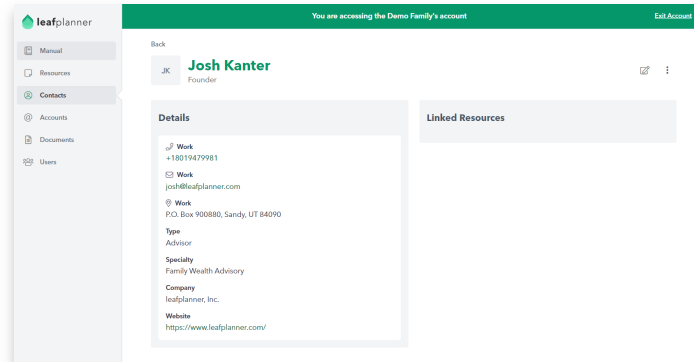 leafplanner
You are accessing the Demo Family's account
Exit Account
Manual
Resources
Contacts
Accounts
Documents
Users
Back
JK
Josh Kanter
Founder
Details
Work
+18019479981
Work
josh@leafplanner.com
Work
P.O. Box 900880, Sandy, UT 84090
Type
Advisor
Specialty
Family Wealth Advisory
Company
leafplanner, Inc.
Website
https://www.leafplanner.com/
Linked Resources